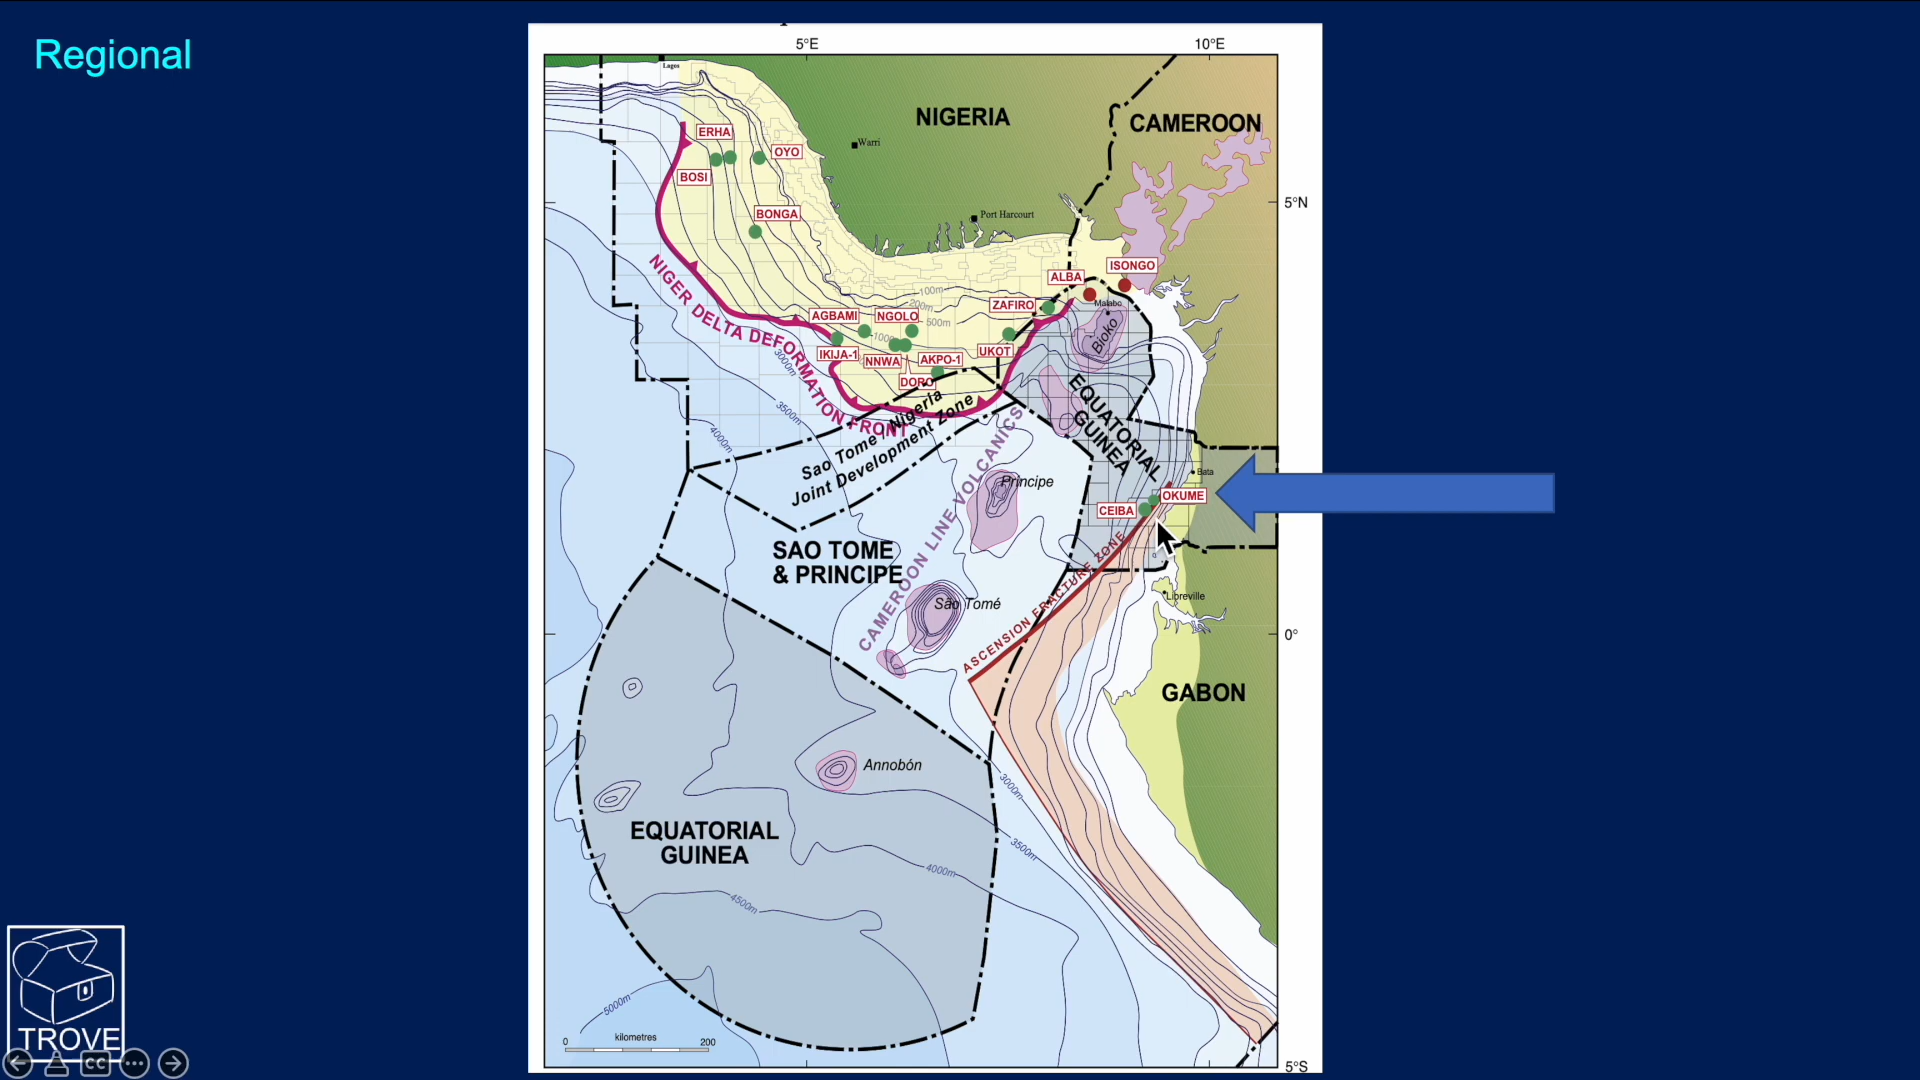 Regional
5°E
10°E
Lagos
NIGERIA
CAMEROON
ERHA
OYO
Warri
BOSI
5°N
BONGA
Port Harcourt
NIGER DELTA DEFORMATION FRONT
ISONGO
ALBA
100m
200m
ZAFIRO
Malabo
AGBAMI
NGOLO
500m
1000
Bioko
IKIJA-1
NNWA
AKPO-1
UKOT
3000m
DORO
EQUATORIAL
GUINEA
3500m
4000m
Sao Tome / Nigeria
Joint Development Zone
CAMEROON LINE VOLCANICS
Bata
Principe
OKUME
CEIBA
SAO TOME
& PRINCIPE
ASCENSION FRACTURE ZONE
São Tomé
Libreville
0°
GABON
Annobón
3000m
EQUATORIAL
GUINEA
3500m
4000m
4500m
5000m
kilometres
0
200
5°S
TROVE
CC